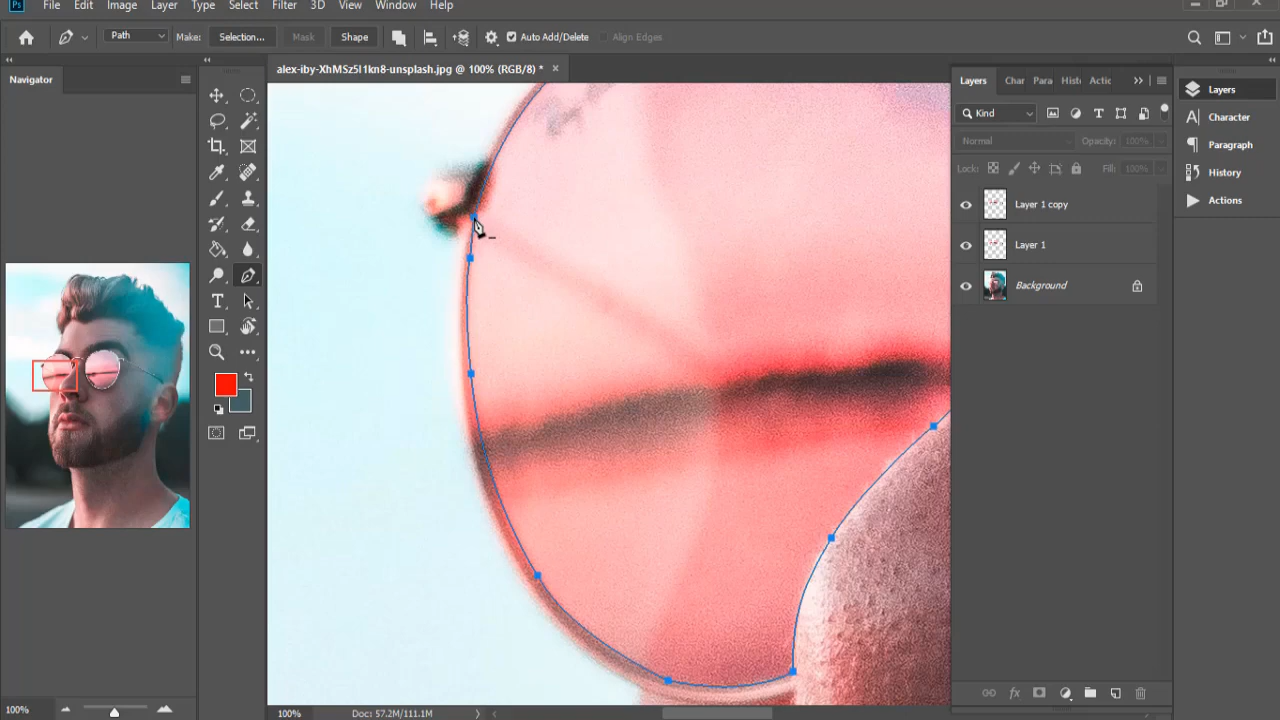 Ps File Edit Image Layer Type Select Filter 3D View Window Help
Path Make: Selection... Mask Shape Auto Add/Delete Align Edges
Navigator
alex-iby-XhMSz5I1kn8-unsplash.jpg @ 100% (RGB/8) *
Layers Char Para Hist Actic
Kind
Normal Opacity: 100%
Lock: Fill: 100%
Layer 1 copy
Layer 1
Background
Layers
Character
Paragraph
History
Actions
100%
100% Doc: 57.2M/111.1M